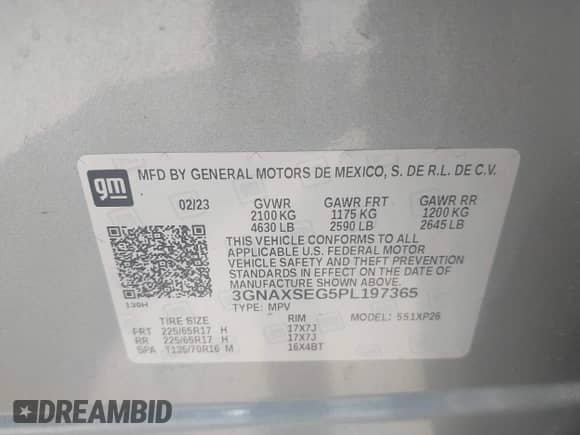 gm
MFD BY GENERAL MOTORS DE MEXICO, S. DE R.L. DE C.V.
02/23 GVWR GAWR FRT GAWR RR
2100 KG 1175 KG 1200 KG
4630 LB 2590 LB 2645 LB
THIS VEHICLE CONFORMS TO ALL
APPLICABLE U.S. FEDERAL MOTOR
VEHICLE SAFETY AND THEFT PREVENTION
STANDARDS IN EFFECT ON THE DATE OF
MANUFACTURE SHOWN ABOVE.
139H
3GNAXSEG5PL197365
TYPE: MPV MODEL: 551XP26
TIRE SIZE RIM
FRT 225/65R17 H 17X7J
RR 225/65R17 H 17X7J
SPA T135/70R16 M 16X4BT
DREAMBID